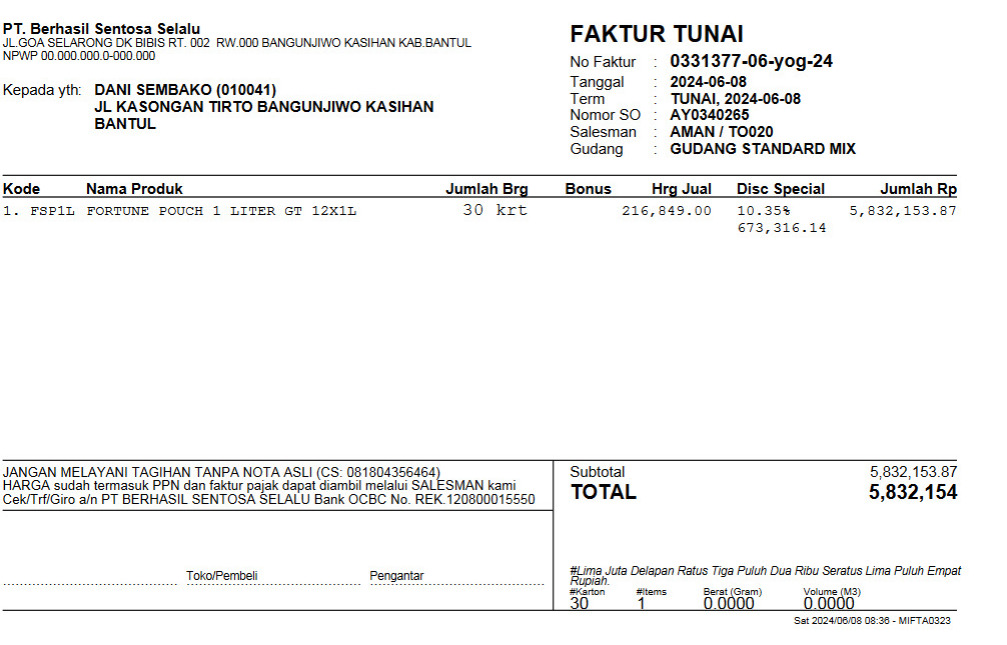 PT. Berhasil Sentosa Selalu
JL.GOA SELARONG DK BIBIS RT. 002 RW.000 BANGUNJIWO KASIHAN KAB.BANTUL
NPWP 00.000.000.0-000.000
Kepada yth: DANI SEMBAKO (010041)
JL KASONGAN TIRTO BANGUNJIWO KASIHAN
BANTUL
FAKTUR TUNAI
No Faktur : 0331377-06-yog-24
Tanggal : 2024-06-08
Term : TUNAI, 2024-06-08
Nomor SO : AY0340265
Salesman : AMAN / TO020
Gudang : GUDANG STANDARD MIX
Kode Nama Produk Jumlah Brg Bonus Hrg Jual Disc Special Jumlah Rp
1. FSP1L FORTUNE POUCH 1 LITER GT 12X1L 30 krt 216,849.00 10.35% 5,832,153.87
673,316.14
JANGAN MELAYANI TAGIHAN TANPA NOTA ASLI (CS: 081804356464)
HARGA sudah termasuk PPN dan faktur pajak dapat diambil melalui SALESMAN kami
Cek/Trf/Giro a/n PT BERHASIL SENTOSA SELALU Bank OCBC No. REK.120800015550
Subtotal 5,832,153.87
TOTAL 5,832,154
Toko/Pembeli Pengantar
#Lima Juta Delapan Ratus Tiga Puluh Dua Ribu Seratus Lima Puluh Empat
Rupiah.
#Karton #Items Berat (Gram) Volume (M3)
30 1 0.0000 0.0000
Sat 2024/06/08 08:36 - MIFTA0323